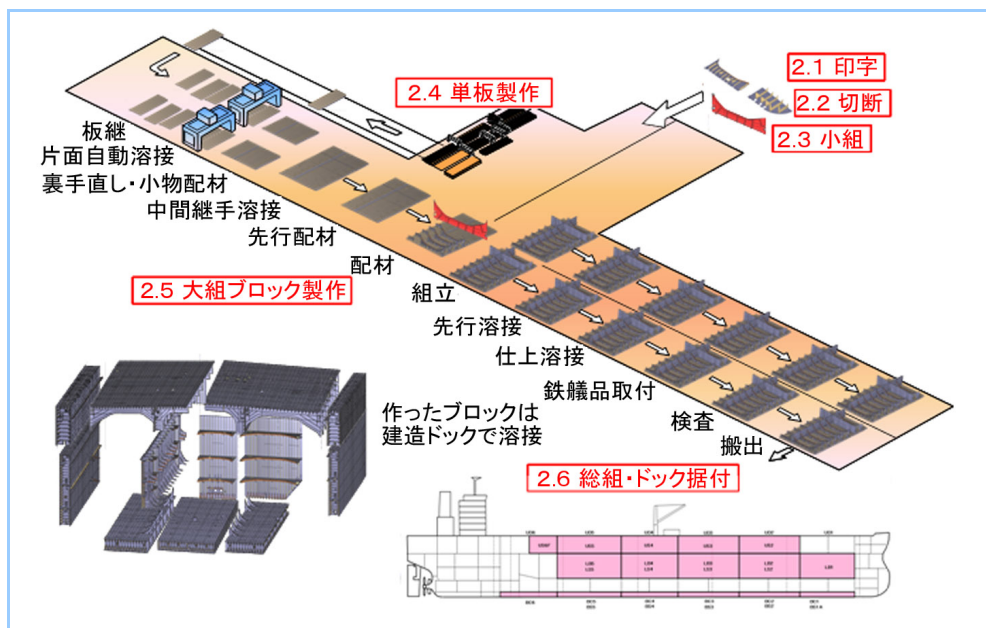 2.1 印字
2.2 切断
2.3 小組
2.4 単板製作
板継
片面自動溶接
裏手直し・小物配材
中間継手溶接
先行配材
配材
2.5 大組ブロック製作
組立
先行溶接
仕上溶接
鉄艤品取付
検査
搬出
作ったブロックは
建造ドックで溶接
2.6 総組・ドック据付